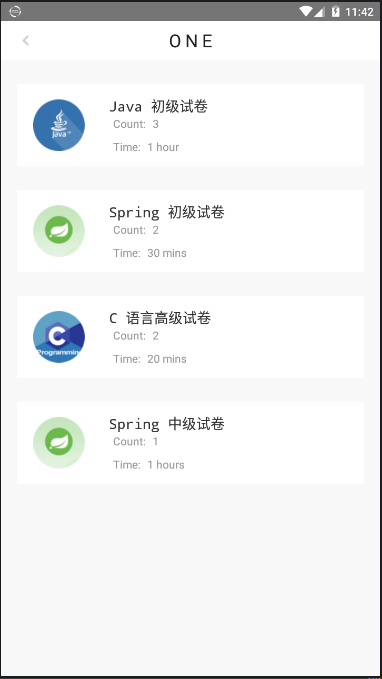 11:42
ONE
Java 初级试卷
Count: 3
Time: 1 hour
Java
Spring 初级试卷
Count: 2
Time: 30 mins
C 语言高级试卷
Count: 2
Time: 20 mins
C
Programming
Spring 中级试卷
Count: 1
Time: 1 hours